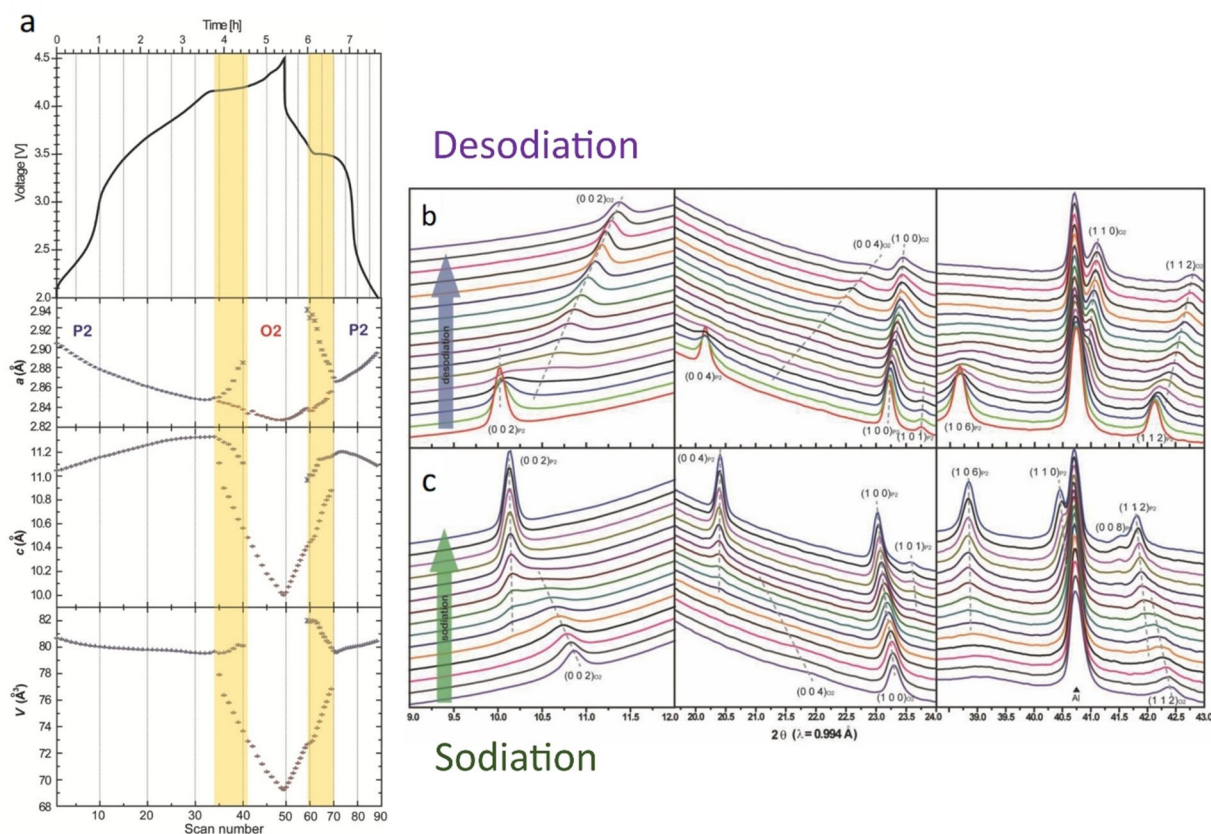 a
Time [h]
0 1 2 3 4 5 6 7
Voltage [V]
4.5
4.0
3.5
3.0
2.5
2.0
P2 O2 P2
a (Å)
2.94
2.92
2.90
2.88
2.86
2.84
2.82
c (Å)
11.2
11.0
10.8
10.6
10.4
10.2
10.0
V (Å³)
82
80
78
76
74
72
70
68
10 20 30 40 50 60 70 80 90
Scan number
Desodiation
b
desodiation
(0 0 2)O2
(0 0 2)P2
(0 0 4)O2
(1 0 0)O2
(0 0 4)P2
(1 0 0)P2
(1 0 1)P2
(1 1 0)O2
(1 1 2)O2
(1 0 6)P2
(1 1 2)P2
c
sodiation
(0 0 2)P2
(0 0 2)O2
(0 0 4)P2
(1 0 0)P2
(1 0 1)P2
(0 0 4)O2
(1 0 0)O2
(1 0 6)P2
(1 1 0)P2
(0 0 8)P
(1 1 2)P2
(1 1 2)O2
Al
9.0 9.5 10.0 10.5 11.0 11.5 12.0 20.0 20.5 21.0 21.5 22.0 22.5 23.0 23.5 24.0 39.0 39.5 40.0 40.5 41.0 41.5 42.0 42.5 43.0
2 θ (λ = 0.994 Å)
Sodiation